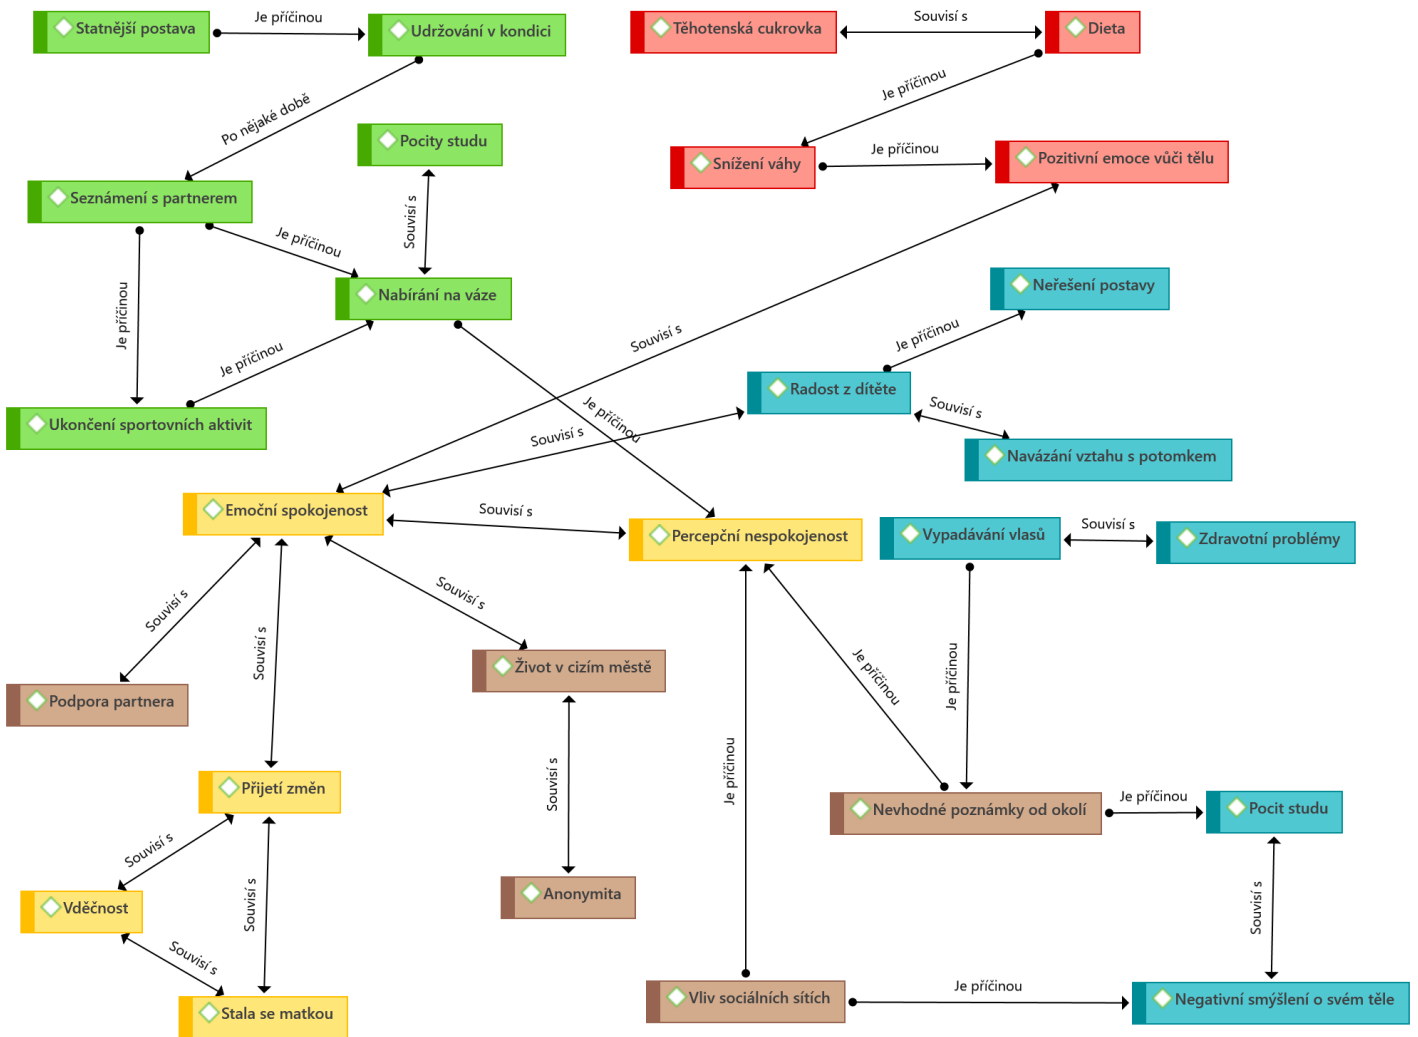 Statnější postava
Je příčinou
Udržování v kondici
Těhotenská cukrovka
Souvisí s
Dieta
Je příčinou
Po nějaké době
Pocity studu
Snížení váhy
Je příčinou
Pozitivní emoce vůči tělu
Seznámení s partnerem
Je příčinou
Souvisí s
Je příčinou
Nabírání na váze
Neřešení postavy
Souvisí s
Je příčinou
Je příčinou
Radost z dítěte
Souvisí s
Je příčinou
Ukončení sportovních aktivit
Souvisí s
Navázání vztahu s potomkem
Emoční spokojenost
Souvisí s
Percepční nespokojenost
Vypadávání vlasů
Souvisí s
Zdravotní problémy
Souvisí s
Souvisí s
Souvisí s
Je příčinou
Je příčinou
Podpora partnera
Život v cizím městě
Přijetí změn
Souvisí s
Je příčinou
Nevhodné poznámky od okolí
Je příčinou
Pocit studu
Souvisí s
Souvisí s
Vděčnost
Anonymita
Souvisí s
Souvisí s
Stala se matkou
Vliv sociálních sítích
Je příčinou
Negativní smýšlení o svém těle